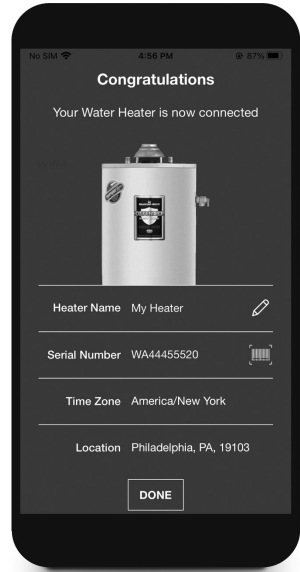 No SIM 4:56 PM 87%
Congratulations
Your Water Heater is now connected
Heater Name My Heater
Serial Number WA44455520
Time Zone America/New York
Location Philadelphia, PA, 19103
DONE